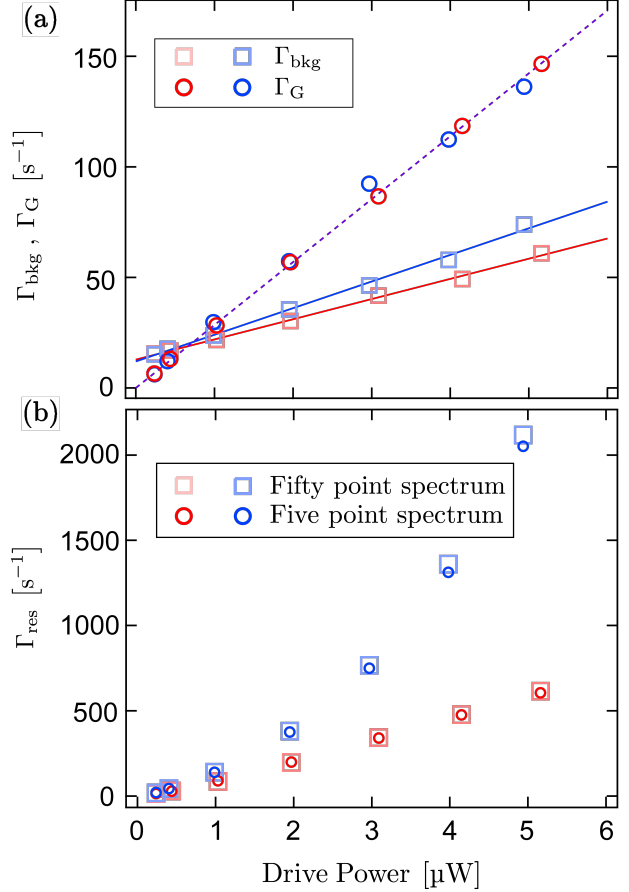 (a)
Γbkg
ΓG
Γbkg , ΓG [s⁻¹]
150
100
50
0
(b)
Fifty point spectrum
Five point spectrum
Γres [s⁻¹]
2000
1500
1000
500
0
0 1 2 3 4 5 6
Drive Power [µW]